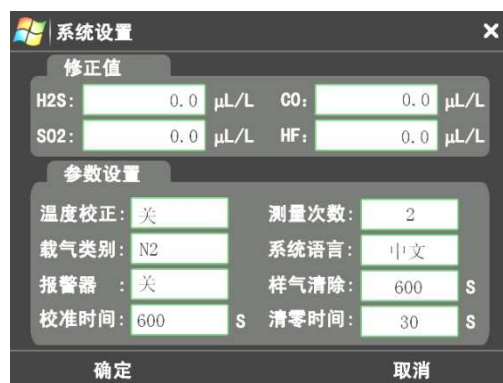 系统设置
修正值
H2S: 0.0 μL/L CO: 0.0 μL/L
SO2: 0.0 μL/L HF: 0.0 μL/L
参数设置
温度校正: 关 测量次数: 2
载气类别: N2 系统语言: 中文
报警器 : 关 样气清除: 600 S
校准时间: 600 S 清零时间: 30 S
确定 取消